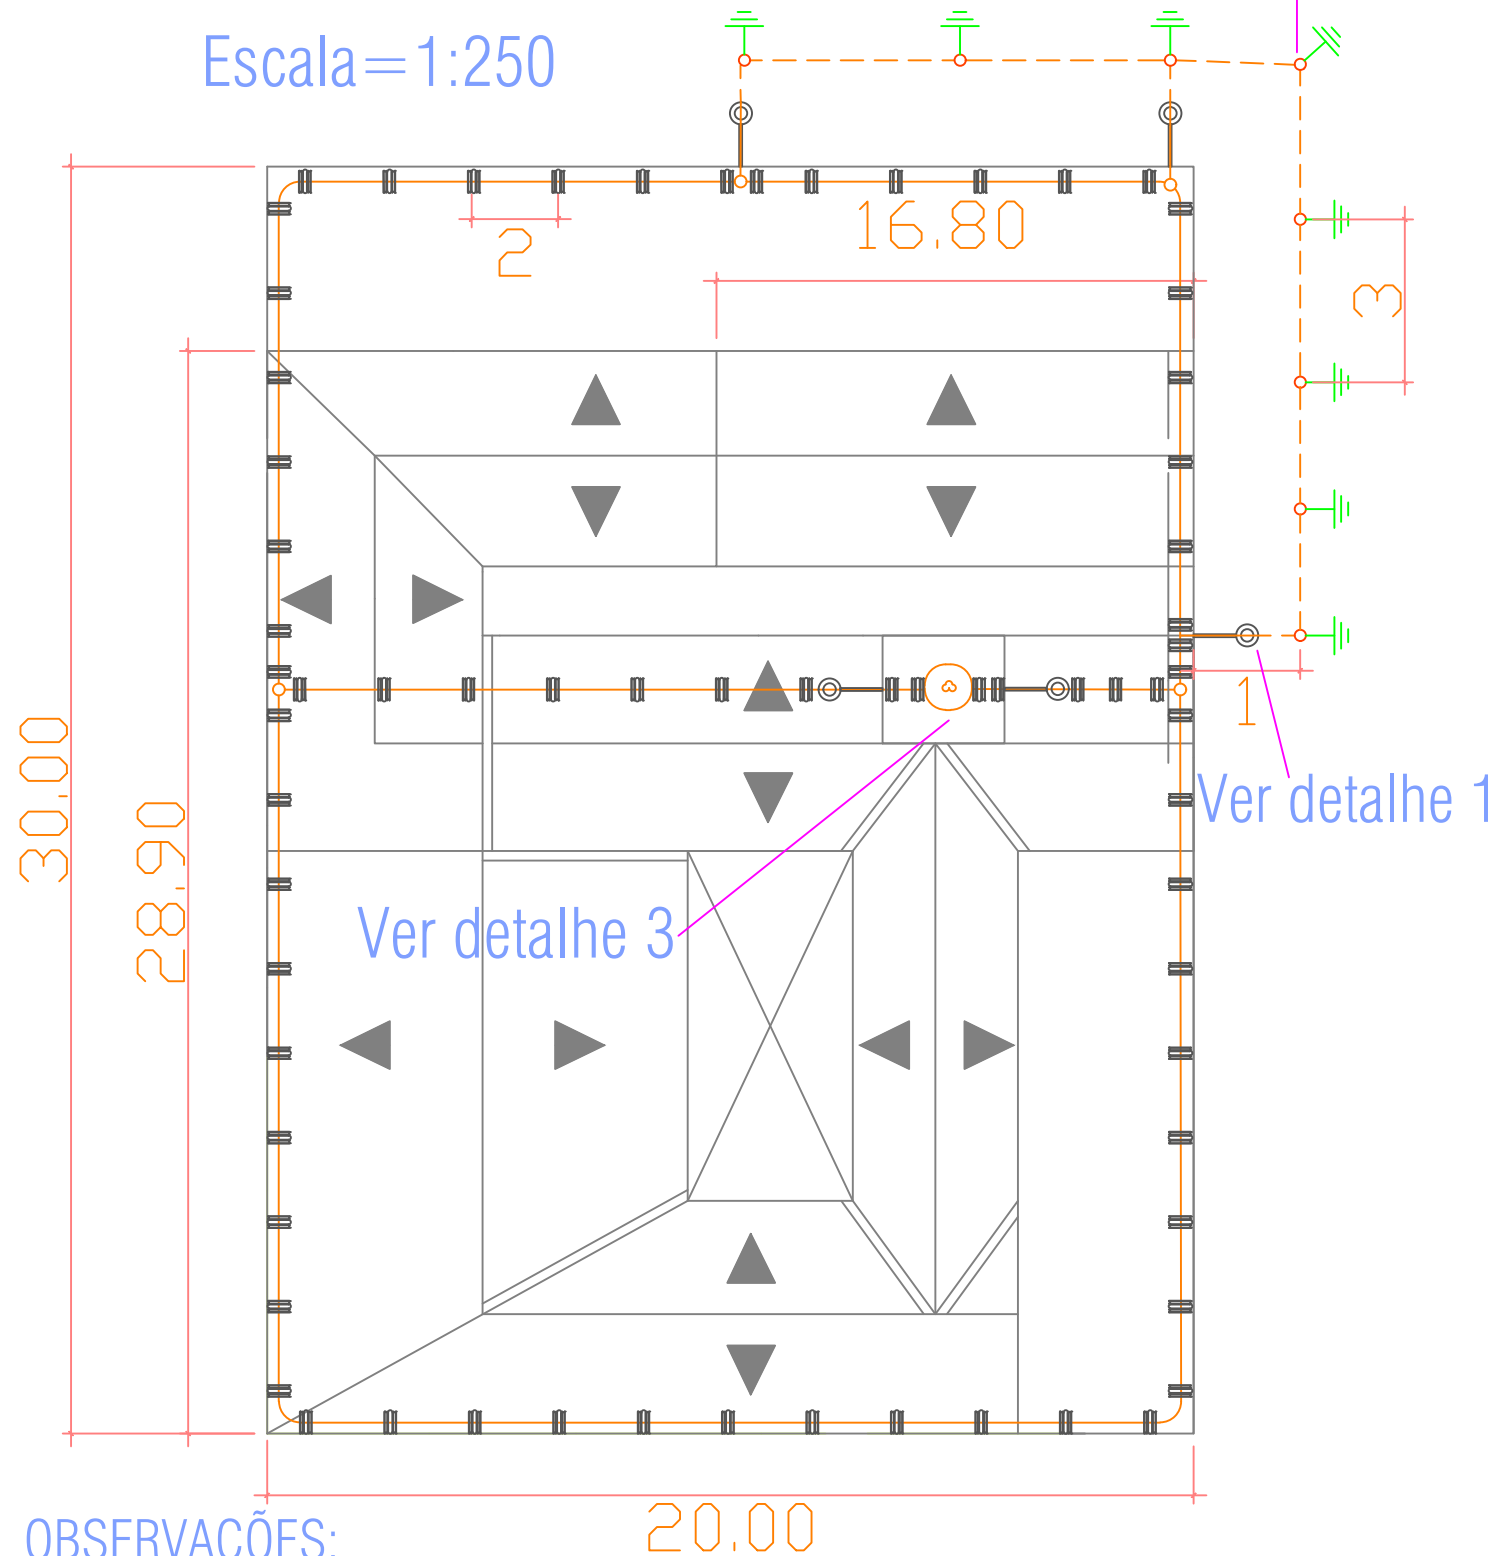 Escala=1:250
16,80
2
3
1
30,00
28,90
Ver detalhe 1
Ver detalhe 3
20,00
OBSERVAÇÕES: